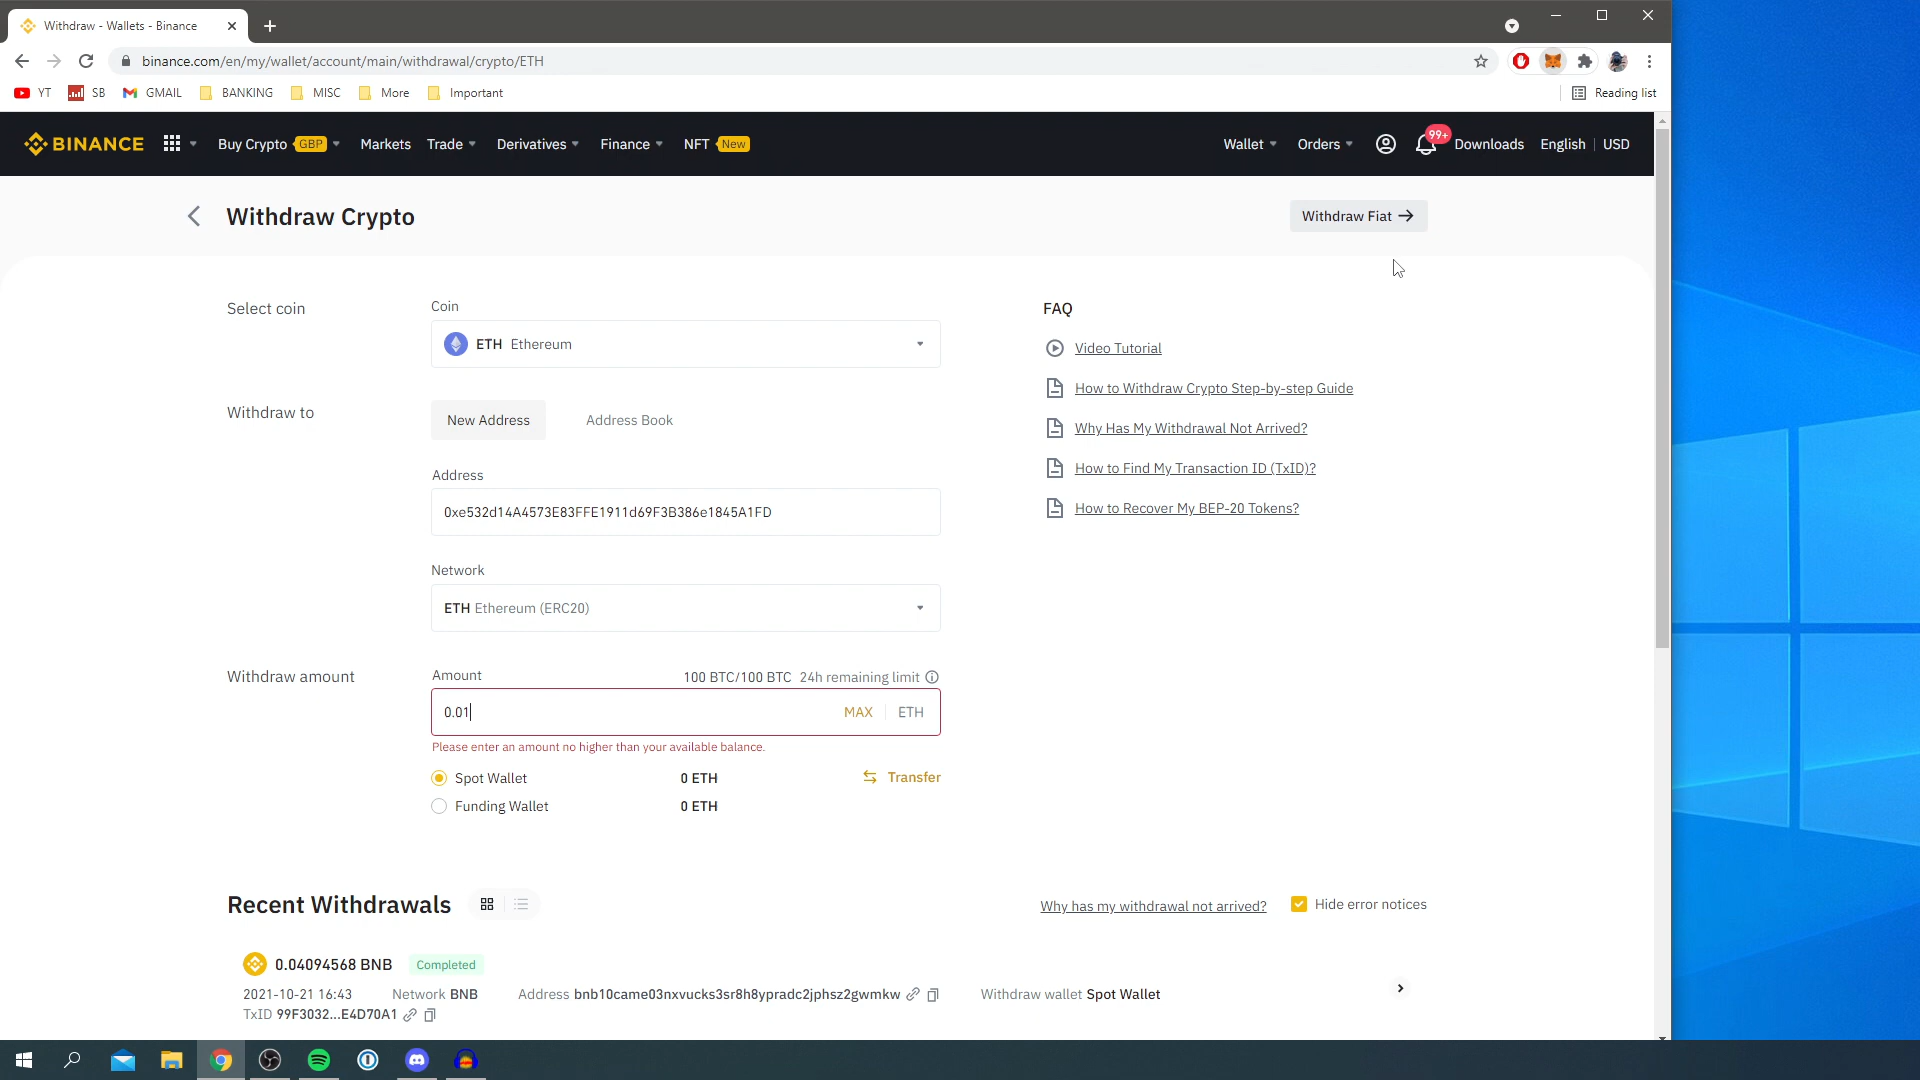 Withdraw - Wallets - Binance
binance.com/en/my/wallet/account/main/withdrawal/crypto/ETH
YT SB GMAIL BANKING MISC More Important Reading list
BINANCE Buy Crypto GBP Markets Trade Derivatives Finance NFT New Wallet Orders 99+ Downloads English USD
Withdraw Crypto Withdraw Fiat
Select coin Coin FAQ
ETH Ethereum Video Tutorial
How to Withdraw Crypto Step-by-step Guide
Withdraw to New Address Address Book Why Has My Withdrawal Not Arrived?
Address How to Find My Transaction ID (TxID)?
0xe532d14A4573E83FFE1911d69F3B386e1845A1FD How to Recover My BEP-20 Tokens?
Network
ETH Ethereum (ERC20)
Withdraw amount Amount 100 BTC/100 BTC 24h remaining limit
0.01 MAX ETH
Please enter an amount no higher than your available balance.
Spot Wallet 0 ETH Transfer
Funding Wallet 0 ETH
Recent Withdrawals Why has my withdrawal not arrived? Hide error notices
0.04094568 BNB Completed
2021-10-21 16:43 Network BNB Address bnb10came03nxvucks3sr8h8ypradc2jphsz2gwmkw Withdraw wallet Spot Wallet
TxID 99F3032...E4D70A1